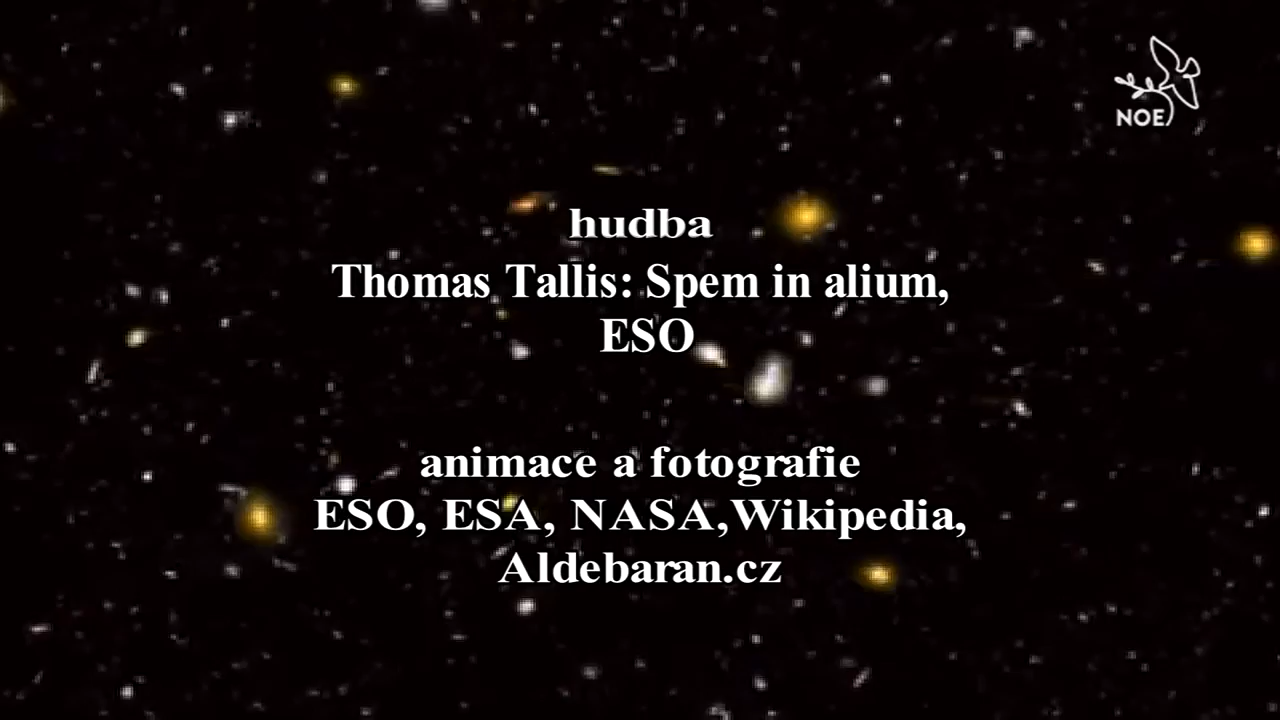 NOE
hudba
Thomas Tallis: Spem in alium,
ESO
animace a fotografie
ESO, ESA, NASA,Wikipedia,
Aldebaran.cz